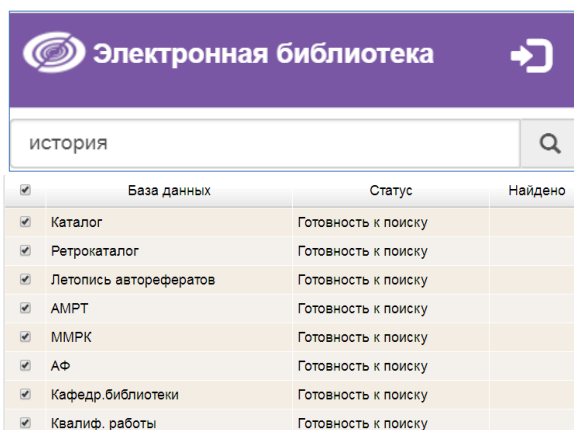 Электронная библиотека
история
База данных Статус Найдено
Каталог Готовность к поиску
Ретрокаталог Готовность к поиску
Летопись авторефератов Готовность к поиску
АМРТ Готовность к поиску
ММРК Готовность к поиску
АФ Готовность к поиску
Кафедр.библиотеки Готовность к поиску
Квалиф. работы Готовность к поиску